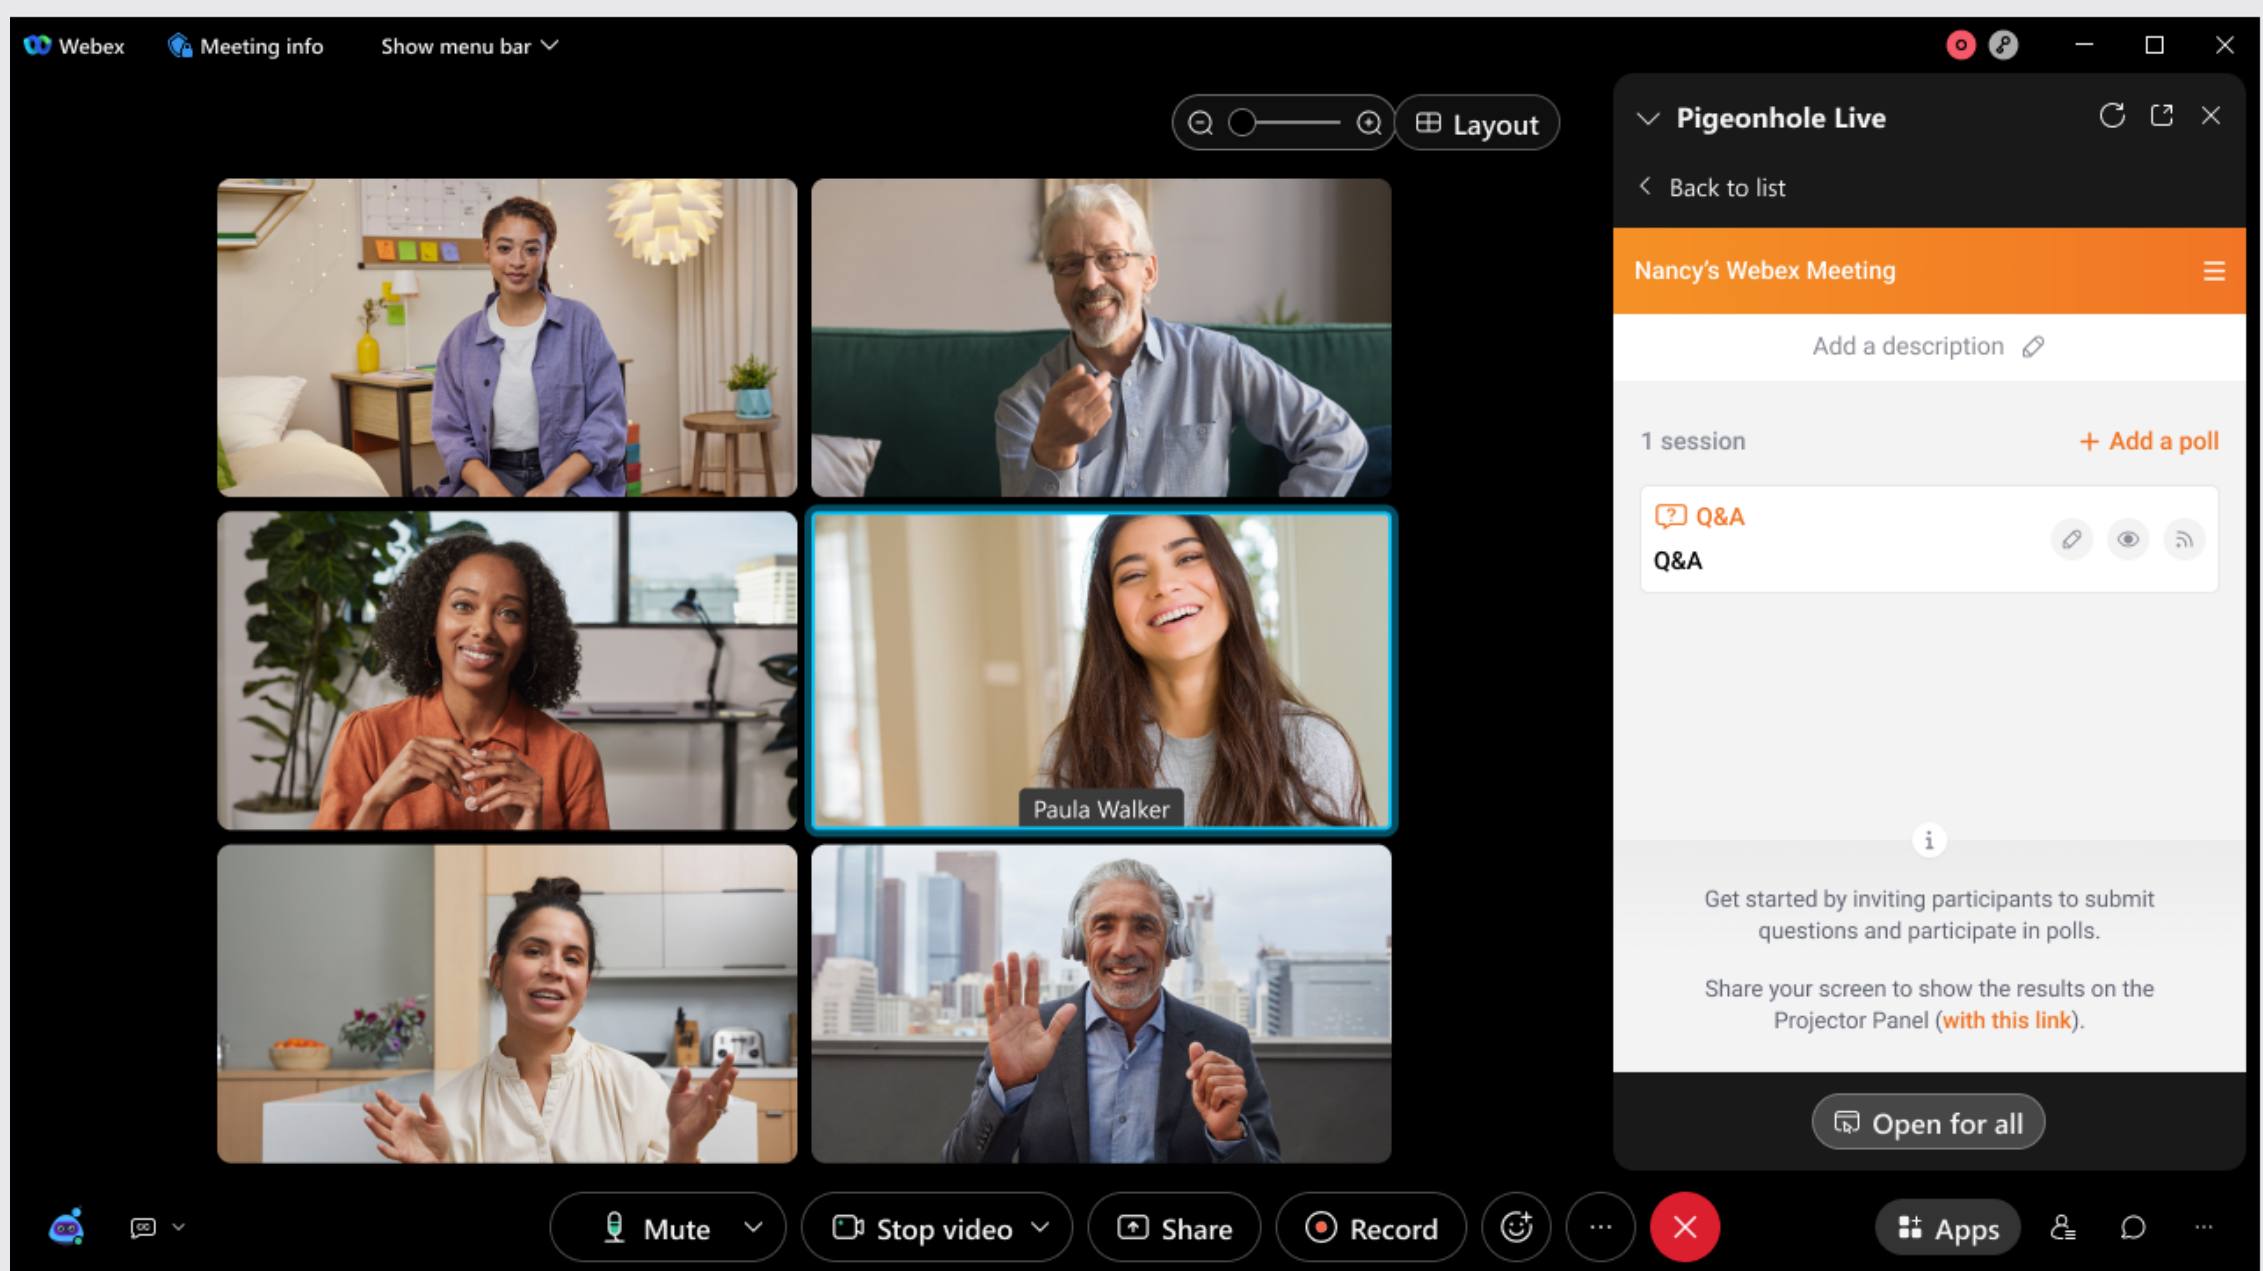 Webex
Meeting info
Show menu bar
Layout
Pigeonhole Live
Back to list
Nancy's Webex Meeting
Add a description
1 session
+ Add a poll
Q&A
Q&A
Paula Walker
Get started by inviting participants to submit
questions and participate in polls.
Share your screen to show the results on the
Projector Panel (with this link).
Open for all
Mute
Stop video
Share
Record
Apps